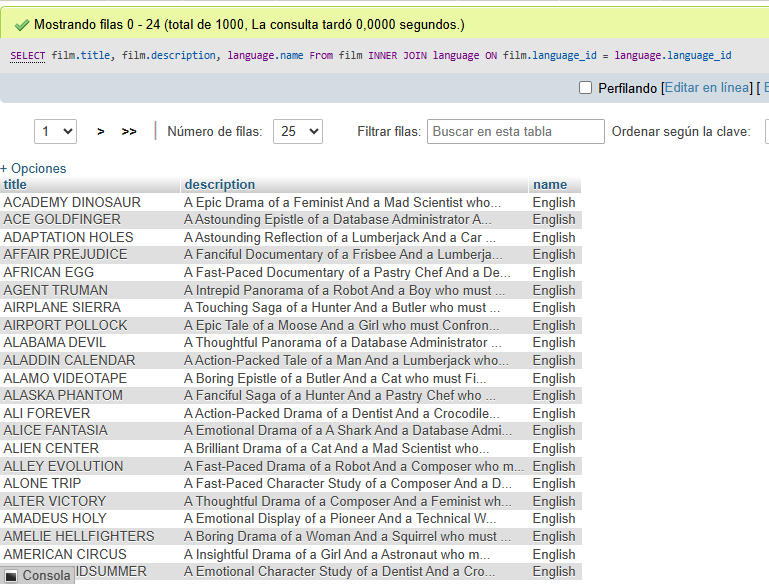 Mostrando filas 0 - 24 (total de 1000, La consulta tardó 0,0000 segundos.)
SELECT film.title, film.description, language.name From film INNER JOIN language ON film.language_id = language.language_id
Perfilando [Editar en línea] [
1 > >> Número de filas: 25 Filtrar filas: Buscar en esta tabla Ordenar según la clave:
+ Opciones
title description name
ACADEMY DINOSAUR A Epic Drama of a Feminist And a Mad Scientist who... English
ACE GOLDFINGER A Astounding Epistle of a Database Administrator A... English
ADAPTATION HOLES A Astounding Reflection of a Lumberjack And a Car ... English
AFFAIR PREJUDICE A Fanciful Documentary of a Frisbee And a Lumberja... English
AFRICAN EGG A Fast-Paced Documentary of a Pastry Chef And a De... English
AGENT TRUMAN A Intrepid Panorama of a Robot And a Boy who must ... English
AIRPLANE SIERRA A Touching Saga of a Hunter And a Butler who must ... English
AIRPORT POLLOCK A Epic Tale of a Moose And a Girl who must Confron... English
ALABAMA DEVIL A Thoughtful Panorama of a Database Administrator ... English
ALADDIN CALENDAR A Action-Packed Tale of a Man And a Lumberjack who... English
ALAMO VIDEOTAPE A Boring Epistle of a Butler And a Cat who must Fi... English
ALASKA PHANTOM A Fanciful Saga of a Hunter And a Pastry Chef who ... English
ALI FOREVER A Action-Packed Drama of a Dentist And a Crocodile... English
ALICE FANTASIA A Emotional Drama of a A Shark And a Database Admi... English
ALIEN CENTER A Brilliant Drama of a Cat And a Mad Scientist who... English
ALLEY EVOLUTION A Fast-Paced Drama of a Robot And a Composer who m... English
ALONE TRIP A Fast-Paced Character Study of a Composer And a D... English
ALTER VICTORY A Thoughtful Drama of a Composer And a Feminist wh... English
AMADEUS HOLY A Emotional Display of a Pioneer And a Technical W... English
AMELIE HELLFIGHTERS A Boring Drama of a Woman And a Squirrel who must ... English
AMERICAN CIRCUS A Insightful Drama of a Girl And a Astronaut who m... English
Consola IDSUMMER A Emotional Character Study of a Dentist And a Cro... English